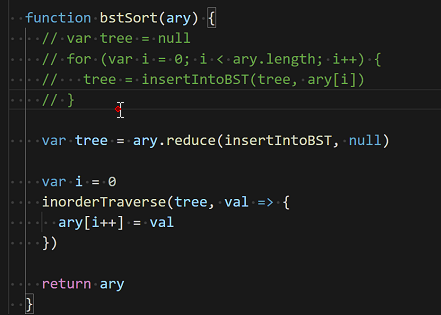 function bstSort(ary) {
  // var tree = null
  // for (var i = 0; i < ary.length; i++) {
  //   tree = insertIntoBST(tree, ary[i])
  // }

  var tree = ary.reduce(insertIntoBST, null)

  var i = 0
  inorderTraverse(tree, val => {
    ary[i++] = val
  })

  return ary
}